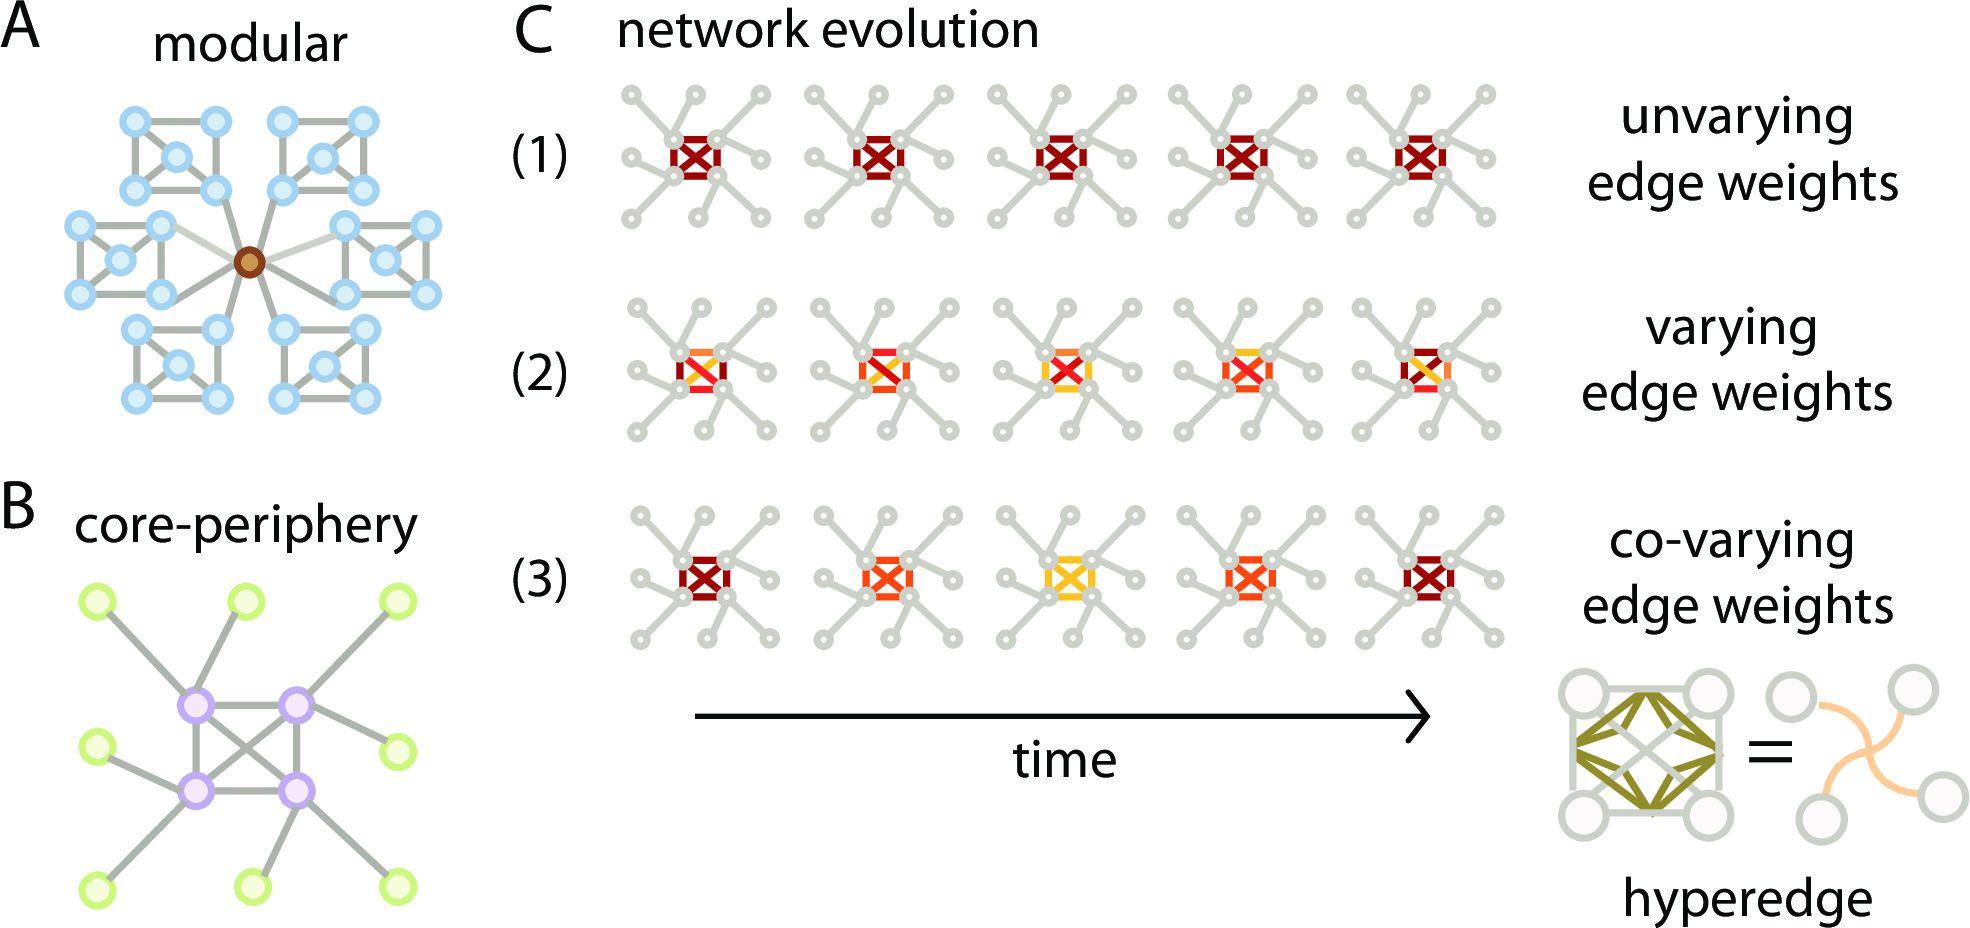 A
modular
B
core-periphery
C
network evolution
(1)
unvarying
edge weights
(2)
varying
edge weights
(3)
co-varying
edge weights
time
=
hyperedge